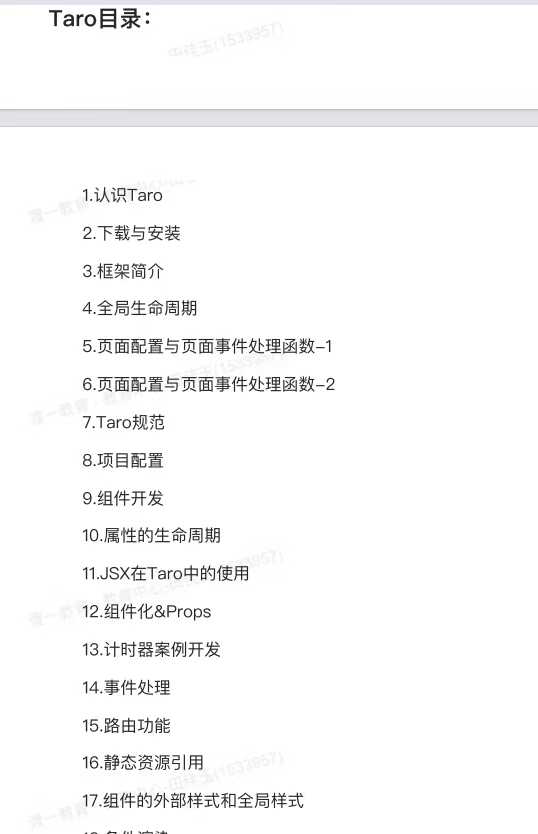 Taro目录：
1.认识Taro
2.下载与安装
3.框架简介
4.全局生命周期
5.页面配置与页面事件处理函数–1
6.页面配置与页面事件处理函数–2
7.Taro规范
8.项目配置
9.组件开发
10.属性的生命周期
11.JSX在Taro中的使用
12.组件化&Props
13.计时器案例开发
14.事件处理
15.路由功能
16.静态资源引用
17.组件的外部样式和全局样式